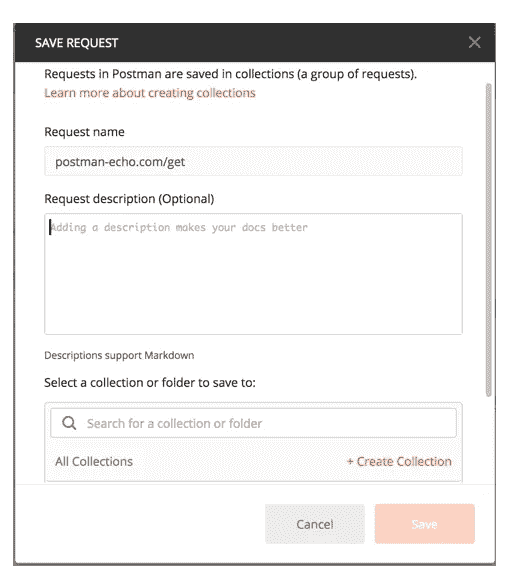 SAVE REQUEST
Requests in Postman are saved in collections (a group of requests).
Learn more about creating collections
Request name
postman-echo.com/get
Request description (Optional)
Adding a description makes your docs better
Descriptions support Markdown
Select a collection or folder to save to:
Search for a collection or folder
All Collections + Create Collection
Cancel Save